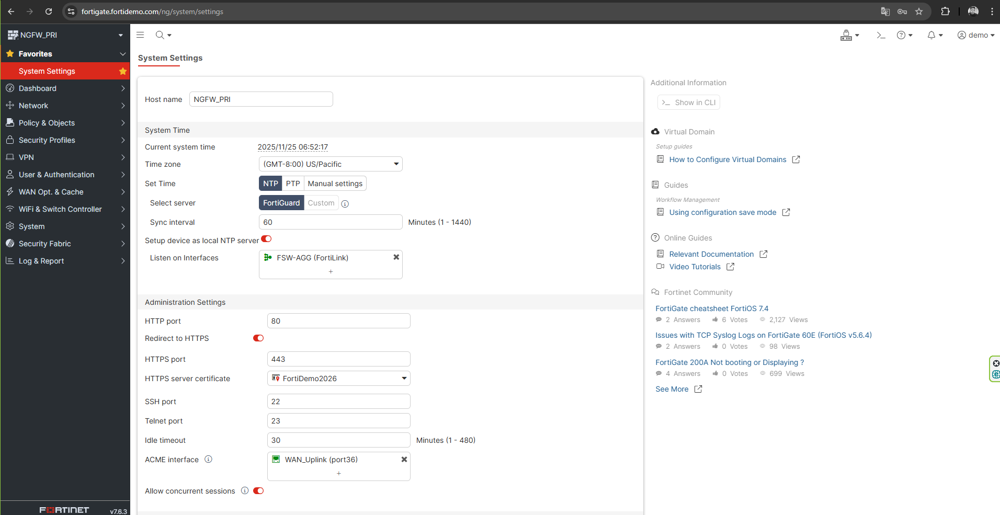 fortigate.fortidemo.com/ng/system/settings
NGFW_PRI
demo
Favorites
System Settings
Dashboard
Network
Policy & Objects
Security Profiles
VPN
User & Authentication
WAN Opt. & Cache
WiFi & Switch Controller
System
Security Fabric
Log & Report
FORTINET
v7.6.3
System Settings
Host name NGFW_PRI
System Time
Current system time 2025/11/25 06:52:17
Time zone (GMT-8:00) US/Pacific
Set Time NTP PTP Manual settings
Select server FortiGuard Custom
Sync interval 60 Minutes (1 - 1440)
Setup device as local NTP server
Listen on Interfaces FSW-AGG (FortiLink)
+
Administration Settings
HTTP port 80
Redirect to HTTPS
HTTPS port 443
HTTPS server certificate FortiDemo2026
SSH port 22
Telnet port 23
Idle timeout 30 Minutes (1 - 480)
ACME interface WAN_Uplink (port36)
+
Allow concurrent sessions
Additional Information
>_ Show in CLI
Virtual Domain
Setup guides
How to Configure Virtual Domains
Guides
Workflow Management
Using configuration save mode
Online Guides
Relevant Documentation
Video Tutorials
Fortinet Community
FortiGate cheatsheet FortiOS 7.4
2 Answers 6 Votes 2,127 Views
Issues with TCP Syslog Logs on FortiGate 60E (FortiOS v5.6.4)
2 Answers 0 Votes 98 Views
FortiGate 200A Not booting or Displaying ?
4 Answers 0 Votes 699 Views
See More